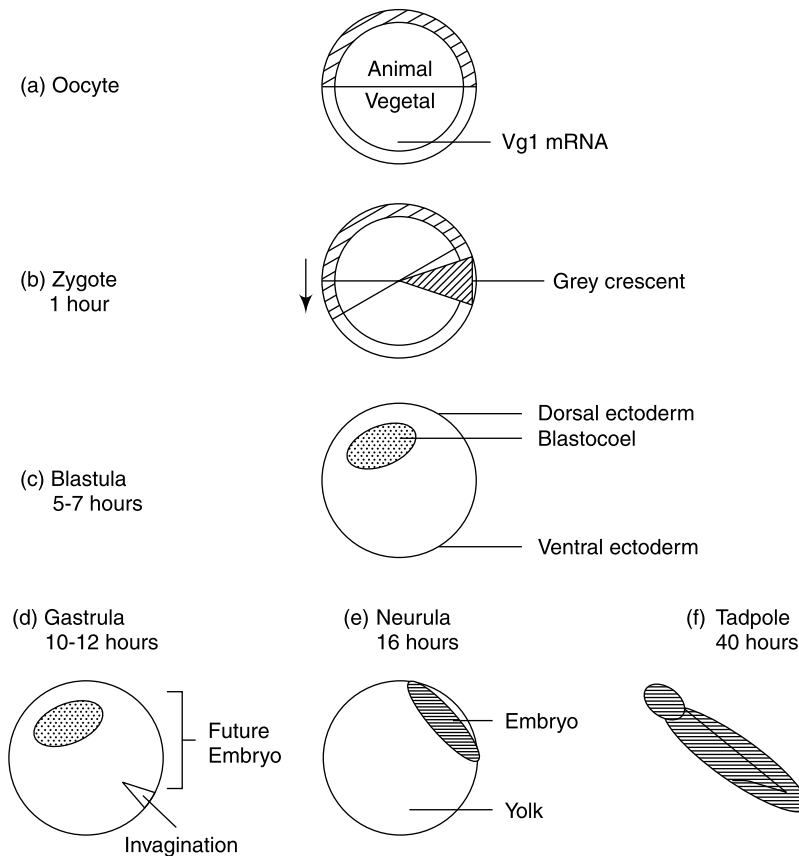 (a) Oocyte
Animal
Vegetal
Vg1 mRNA
(b) Zygote
1 hour
Grey crescent
(c) Blastula
5-7 hours
Dorsal ectoderm
Blastocoel
Ventral ectoderm
(d) Gastrula
10-12 hours
Future
Embryo
Invagination
(e) Neurula
16 hours
Embryo
Yolk
(f) Tadpole
40 hours